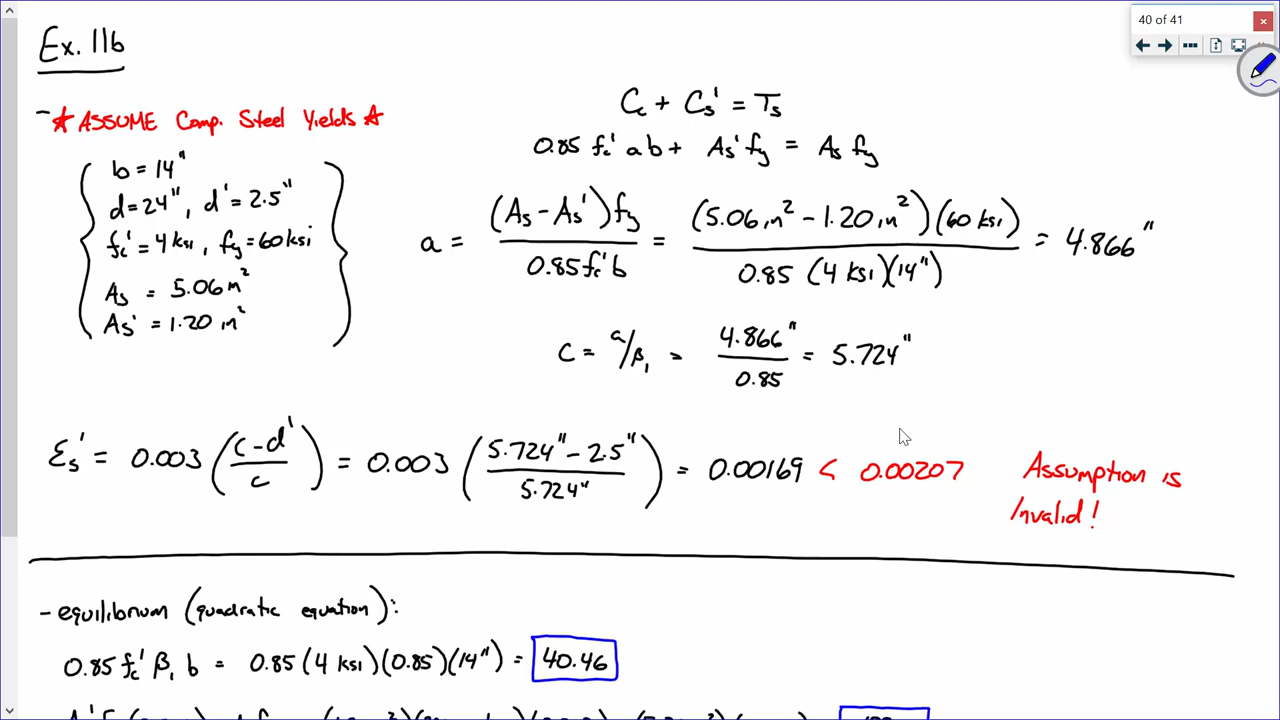 40 of 41
Ex. 11b
- ★ ASSUME Comp. Steel Yields ★
b = 14"
d = 24", d' = 2.5"
fc' = 4 ksi, fy = 60 ksi
As = 5.06 in²
As' = 1.20 in²
Cc + Cs' = Ts
0.85 fc' a b + As' fy = As fy
a = (As - As') fy / 0.85 fc' b = (5.06 in² - 1.20 in²)(60 ksi) / 0.85 (4 ksi)(14") = 4.866"
c = a/β1 = 4.866" / 0.85 = 5.724"
εs' = 0.003 (c - d' / c) = 0.003 (5.724" - 2.5" / 5.724") = 0.00169 < 0.00207 Assumption is
Invalid!
- equilibrium (quadratic equation):
0.85 fc' β1 b = 0.85 (4 ksi)(0.85)(14") = 40.46